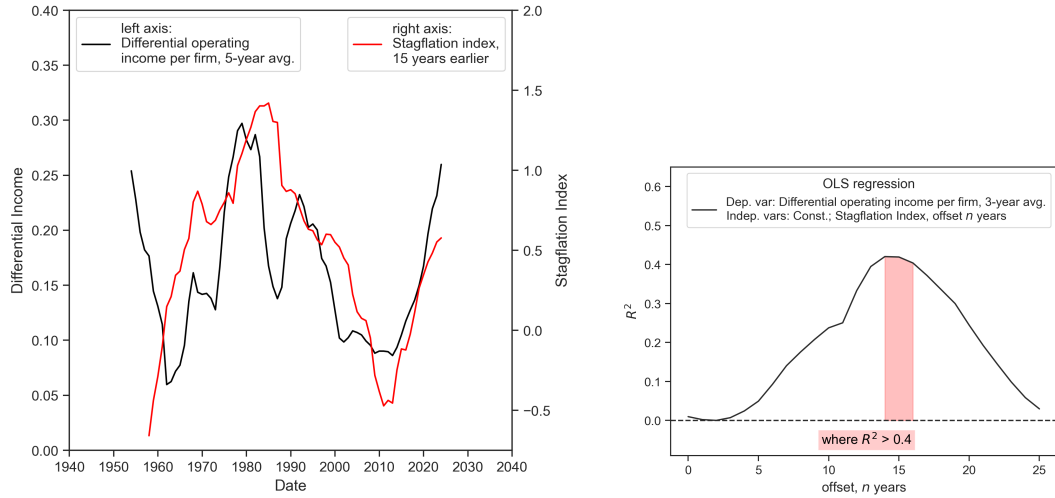 left axis:
Differential operating
income per firm, 5-year avg.
right axis:
Stagflation index,
15 years earlier
0.40
0.35
0.30
0.25
0.20
0.15
0.10
0.05
0.00
Differential Income
2.0
1.5
1.0
0.5
0.0
−0.5
Stagflation Index
1940
1950
1960
1970
1980
1990
2000
2010
2020
2030
2040
Date
OLS regression
Dep. var: Differential operating income per firm, 3-year avg.
Indep. vars: Const.; Stagflation Index, offset n years
0.6
0.5
0.4
0.3
0.2
0.1
0.0
R²
where R² > 0.4
0
5
10
15
20
25
offset, n years